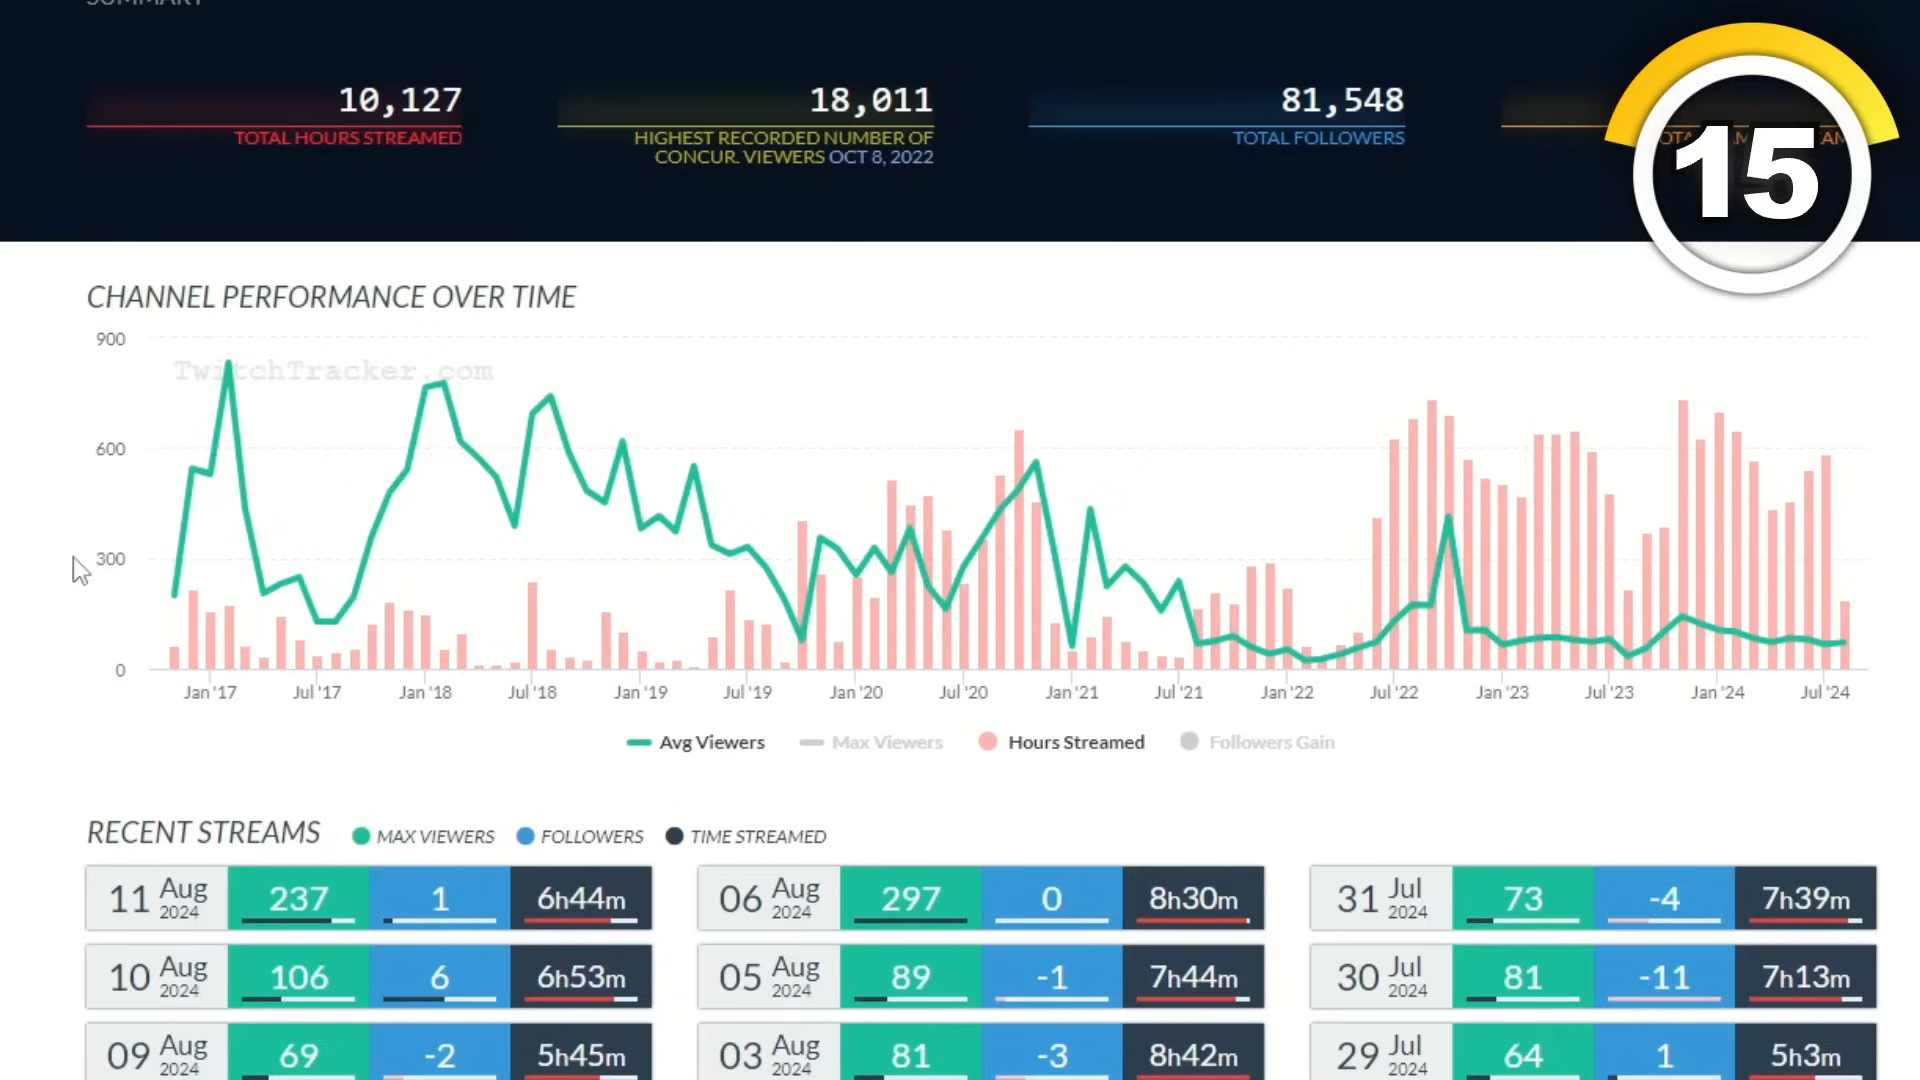 SUMMARY
10,127
TOTAL HOURS STREAMED
18,011
HIGHEST RECORDED NUMBER OF
CONCUR. VIEWERS OCT 8, 2022
81,548
TOTAL FOLLOWERS
15
CHANNEL PERFORMANCE OVER TIME
TwitchTracker.com
900
600
300
0
Jan '17 Jul '17 Jan '18 Jul '18 Jan '19 Jul '19 Jan '20 Jul '20 Jan '21 Jul '21 Jan '22 Jul '22 Jan '23 Jul '23 Jan '24 Jul '24
Avg Viewers Max Viewers Hours Streamed Followers Gain
RECENT STREAMS MAX VIEWERS FOLLOWERS TIME STREAMED
11 Aug 2024 237 1 6h44m
06 Aug 2024 297 0 8h30m
31 Jul 2024 73 -4 7h39m
10 Aug 2024 106 6 6h53m
05 Aug 2024 89 -1 7h44m
30 Jul 2024 81 -11 7h13m
09 Aug 2024 69 -2 5h45m
03 Aug 2024 81 -3 8h42m
29 Jul 2024 64 1 5h3m